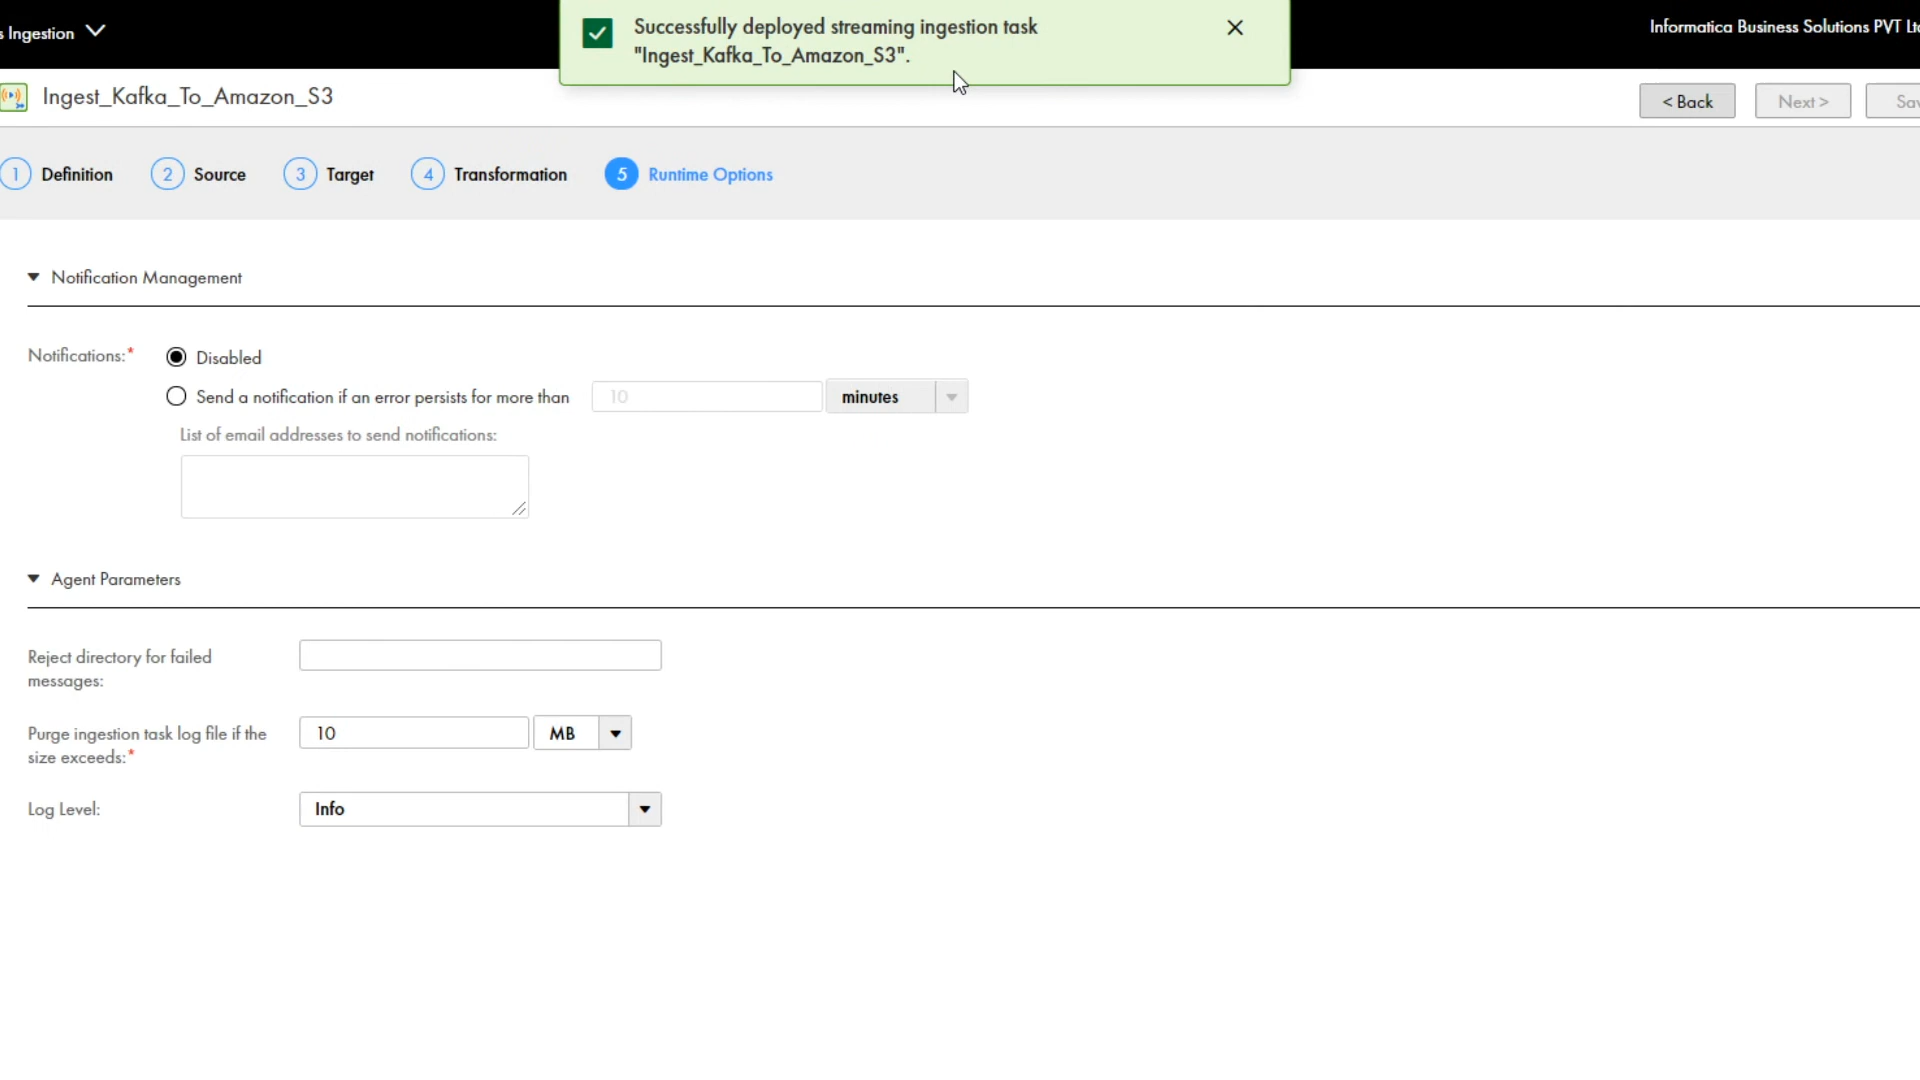 s Ingestion
Successfully deployed streaming ingestion task
"Ingest_Kafka_To_Amazon_S3".
Informatica Business Solutions PVT
Ingest_Kafka_To_Amazon_S3
< Back
Next >
1 Definition
2 Source
3 Target
4 Transformation
5 Runtime Options
Notification Management
Notifications:*
Disabled
Send a notification if an error persists for more than
10
minutes
List of email addresses to send notifications:
Agent Parameters
Reject directory for failed
messages:
Purge ingestion task log file if the
size exceeds:*
10
MB
Log Level:
Info